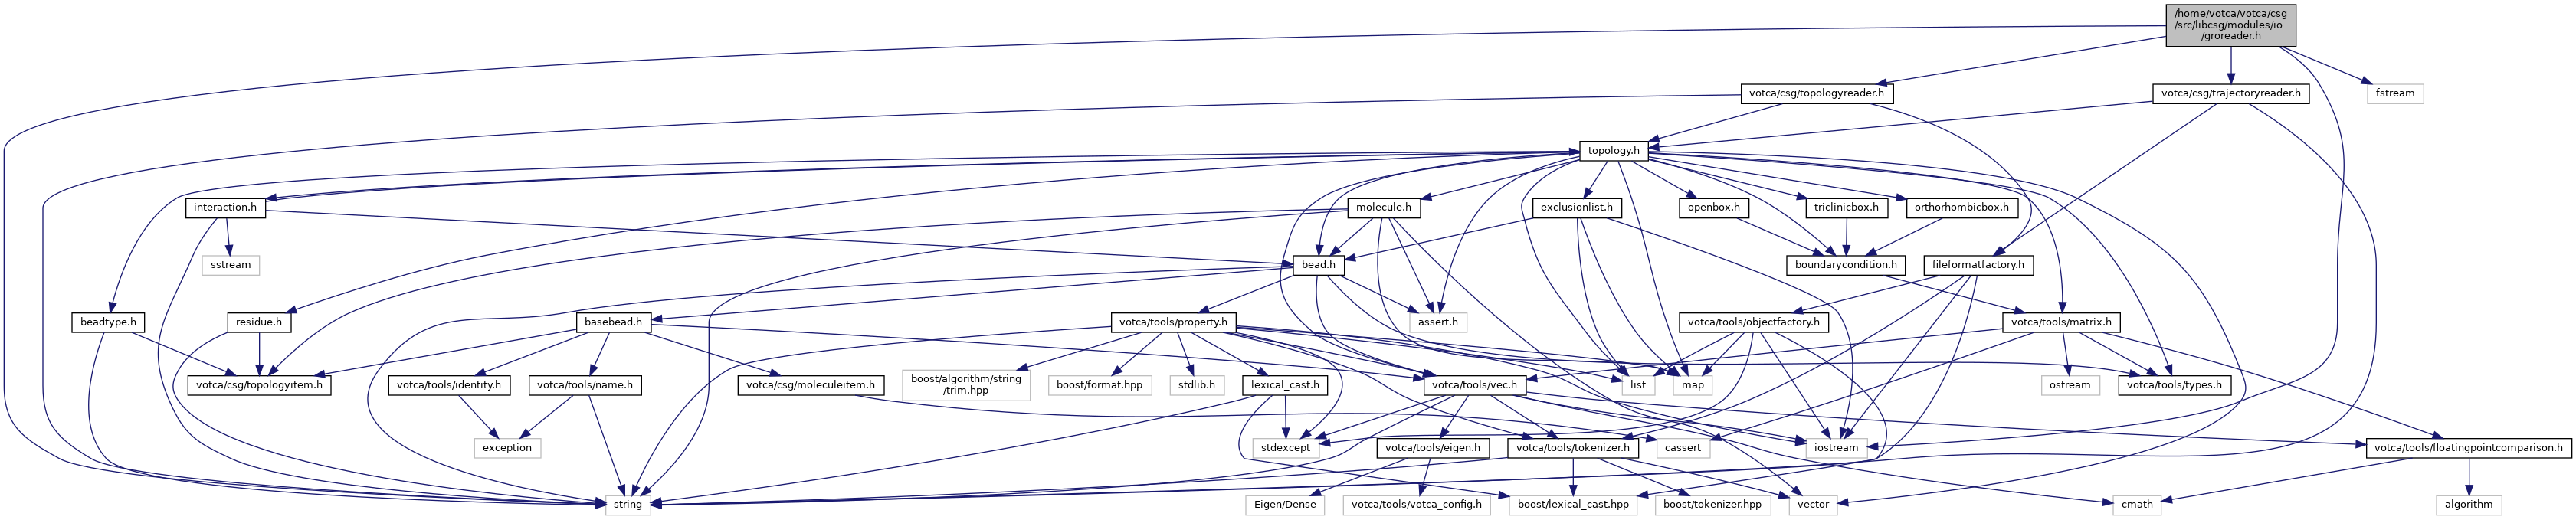 /home/votca/votca/csg
/src/libcsg/modules/io
/groreader.h
votca/csg/topologyreader.h
votca/csg/trajectoryreader.h
fstream
topology.h
interaction.h
molecule.h
exclusionlist.h
openbox.h
triclinicbox.h
orthorhombicbox.h
sstream
bead.h
boundarycondition.h
fileformatfactory.h
beadtype.h
residue.h
basebead.h
votca/tools/property.h
assert.h
votca/tools/objectfactory.h
votca/tools/matrix.h
votca/csg/topologyitem.h
votca/tools/identity.h
votca/tools/name.h
votca/csg/moleculeitem.h
boost/algorithm/string
/trim.hpp
boost/format.hpp
stdlib.h
lexical_cast.h
votca/tools/vec.h
list
map
ostream
votca/tools/types.h
exception
stdexcept
votca/tools/eigen.h
votca/tools/tokenizer.h
cassert
iostream
votca/tools/floatingpointcomparison.h
string
Eigen/Dense
votca/tools/votca_config.h
boost/lexical_cast.hpp
boost/tokenizer.hpp
vector
cmath
algorithm